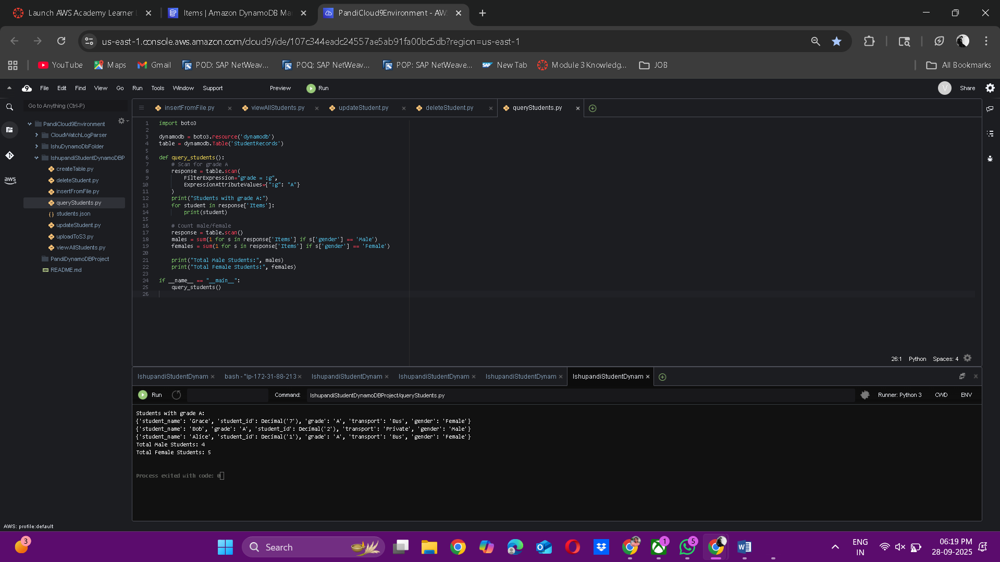 Launch AWS Academy Learner
Items | Amazon DynamoDB Ma
PandiCloud9Environment - AW
us-east-1.console.aws.amazon.com/cloud9/ide/107c344eadc24557ae5ab91fa00bc5db?region=us-east-1
YouTube
Maps
Gmail
POD: SAP NetWeav...
POQ: SAP NetWeav...
POP: SAP NetWeave...
SAP
New Tab
Module 3 Knowledg...
JOB
All Bookmarks
9
File
Edit
Find
View
Go
Run
Tools
Window
Support
Preview
Run
V
Share
Go to Anything (Ctrl-P)
aws
PandiCloud9Environment
CloudWatchLogParser
IshuDynamoDbFolder
IshupandiStudentDynamoDBP
createTable.py
deleteStudent.py
insertFromFile.py
queryStudents.py
{} students.json
updateStudent.py
uploadToS3.py
viewAllStudents.py
PandiDynamoDBProject
README.md
insertFromFile.py
viewAllStudents.py
updateStudent.py
deleteStudent.py
queryStudents.py
1 import boto3
2
3 dynamodb = boto3.resource('dynamodb')
4 table = dynamodb.Table('StudentRecords')
5
6 def query_students():
7 # Scan for grade A
8 response = table.scan(
9 FilterExpression="grade = :g",
10 ExpressionAttributeValues={":g": "A"}
11 )
12 print("Students with grade A:")
13 for student in response['Items']:
14 print(student)
15
16 # Count male/female
17 response = table.scan()
18 males = sum(1 for s in response['Items'] if s['gender'] == 'Male')
19 females = sum(1 for s in response['Items'] if s['gender'] == 'Female')
20
21 print("Total Male Students:", males)
22 print("Total Female Students:", females)
23
24 if __name__ == "__main__":
25 query_students()
26
26:1 Python Spaces: 4
IshupandiStudentDynam
bash - "ip-172-31-88-213
IshupandiStudentDynam
IshupandiStudentDynam
IshupandiStudentDynam
IshupandiStudentDynam
Run
Command:
IshupandiStudentDynamoDBProject/queryStudents.py
Runner: Python 3
CWD
ENV
Students with grade A:
{'student_name': 'Grace', 'student_id': Decimal('7'), 'grade': 'A', 'transport': 'Bus', 'gender': 'Female'}
{'student_name': 'Bob', 'grade': 'A', 'student_id': Decimal('2'), 'transport': 'Private', 'gender': 'Male'}
{'student_name': 'Alice', 'student_id': Decimal('1'), 'grade': 'A', 'transport': 'Bus', 'gender': 'Female'}
Total Male Students: 4
Total Female Students: 5
Process exited with code: 0
AWS: profile:default
3
Search
1
5
ENG
IN
06:19 PM
28-09-2025